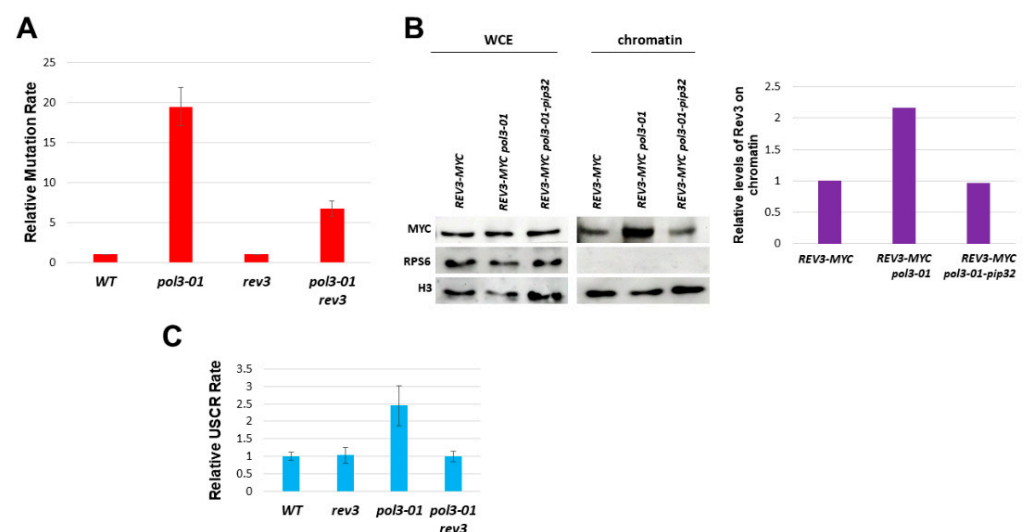 A
Relative Mutation Rate
25
20
15
10
5
0
WT
pol3-01
rev3
pol3-01
rev3
B
WCE
chromatin
REV3-MYC
REV3-MYC pol3-01
REV3-MYC pol3-01-pip32
REV3-MYC
REV3-MYC pol3-01
REV3-MYC pol3-01-pip32
MYC
RPS6
H3
Relative levels of Rev3 on
chromatin
2.5
2
1.5
1
0.5
0
REV3-MYC
REV3-MYC
pol3-01
REV3-MYC
pol3-01-pip32
C
Relative USCR Rate
3.5
3
2.5
2
1.5
1
0.5
0
WT
rev3
pol3-01
pol3-01
rev3